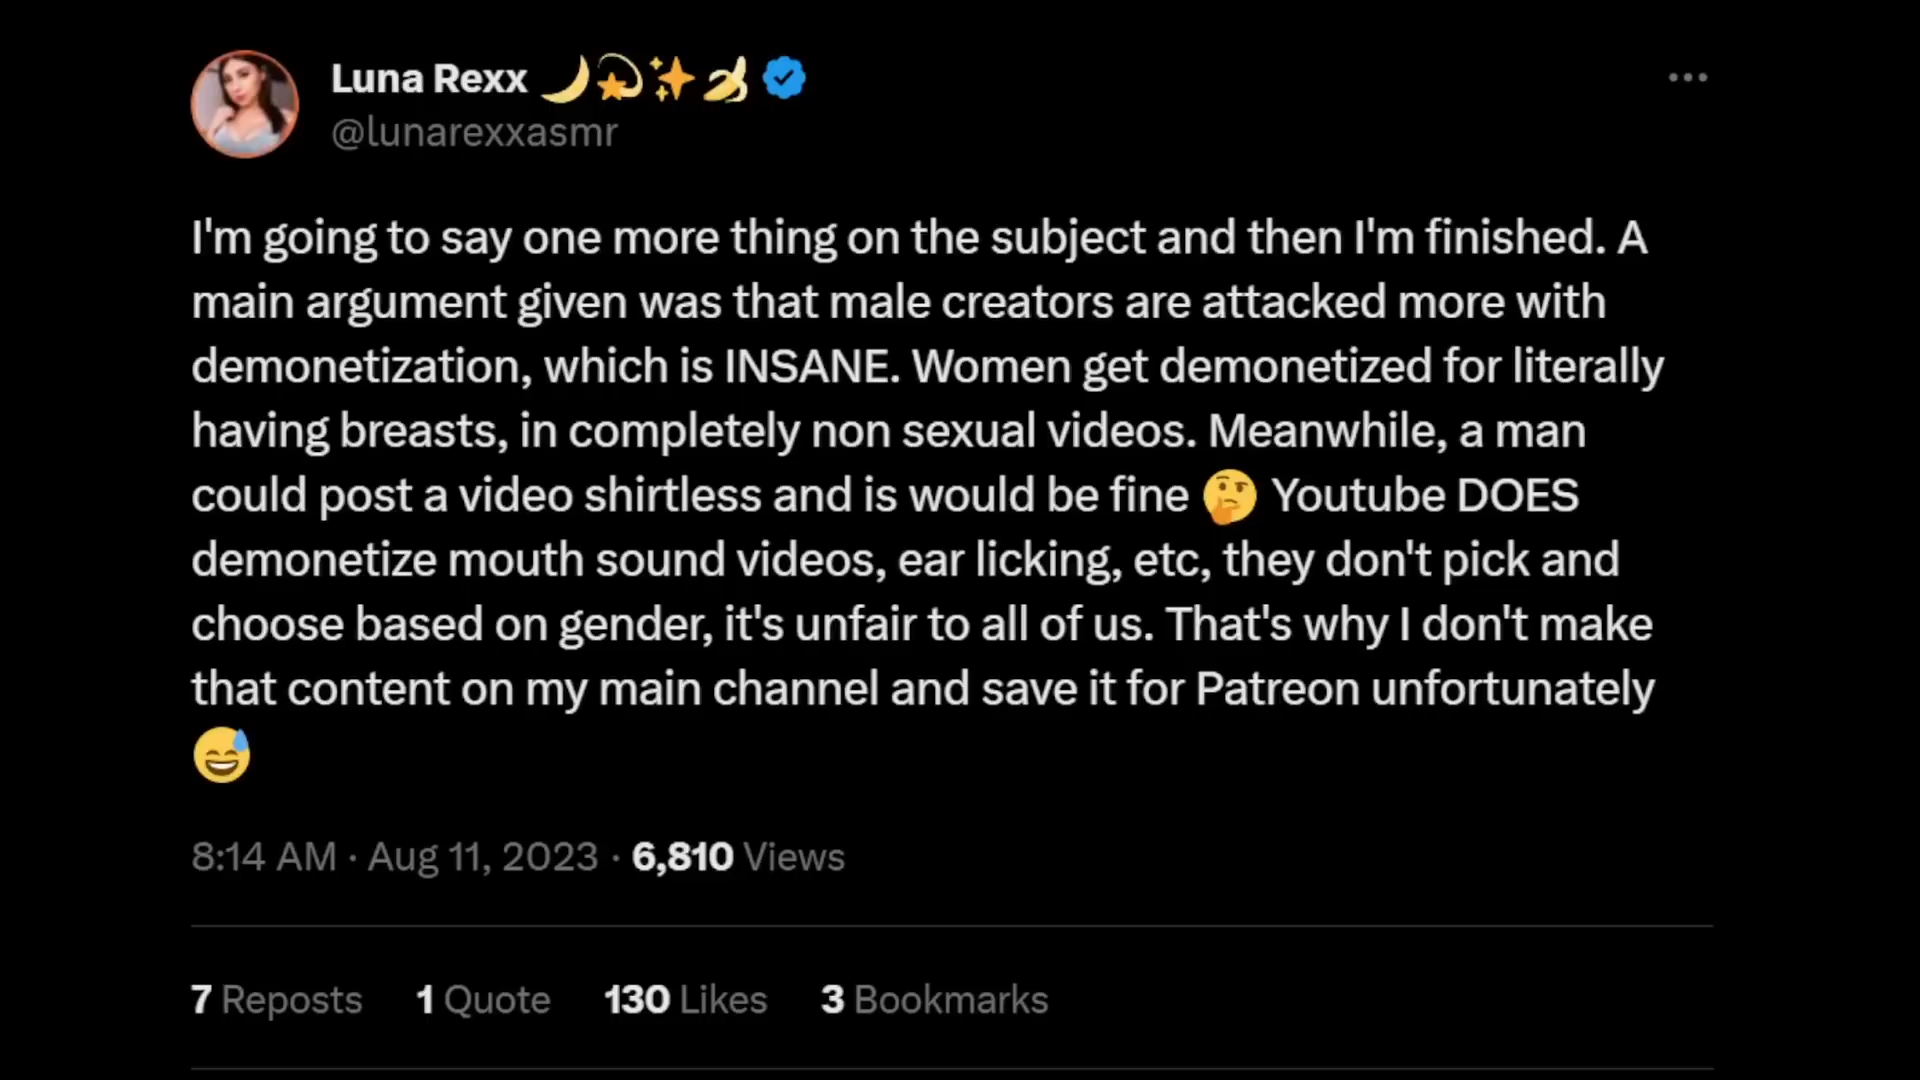 Luna Rexx 🌙💫✨🍌
@lunarexxasmr
I'm going to say one more thing on the subject and then I'm finished. A
main argument given was that male creators are attacked more with
demonetization, which is INSANE. Women get demonetized for literally
having breasts, in completely non sexual videos. Meanwhile, a man
could post a video shirtless and is would be fine 🤔 Youtube DOES
demonetize mouth sound videos, ear licking, etc, they don't pick and
choose based on gender, it's unfair to all of us. That's why I don't make
that content on my main channel and save it for Patreon unfortunately
😅
8:14 AM · Aug 11, 2023 · 6,810 Views
7 Reposts 1 Quote 130 Likes 3 Bookmarks